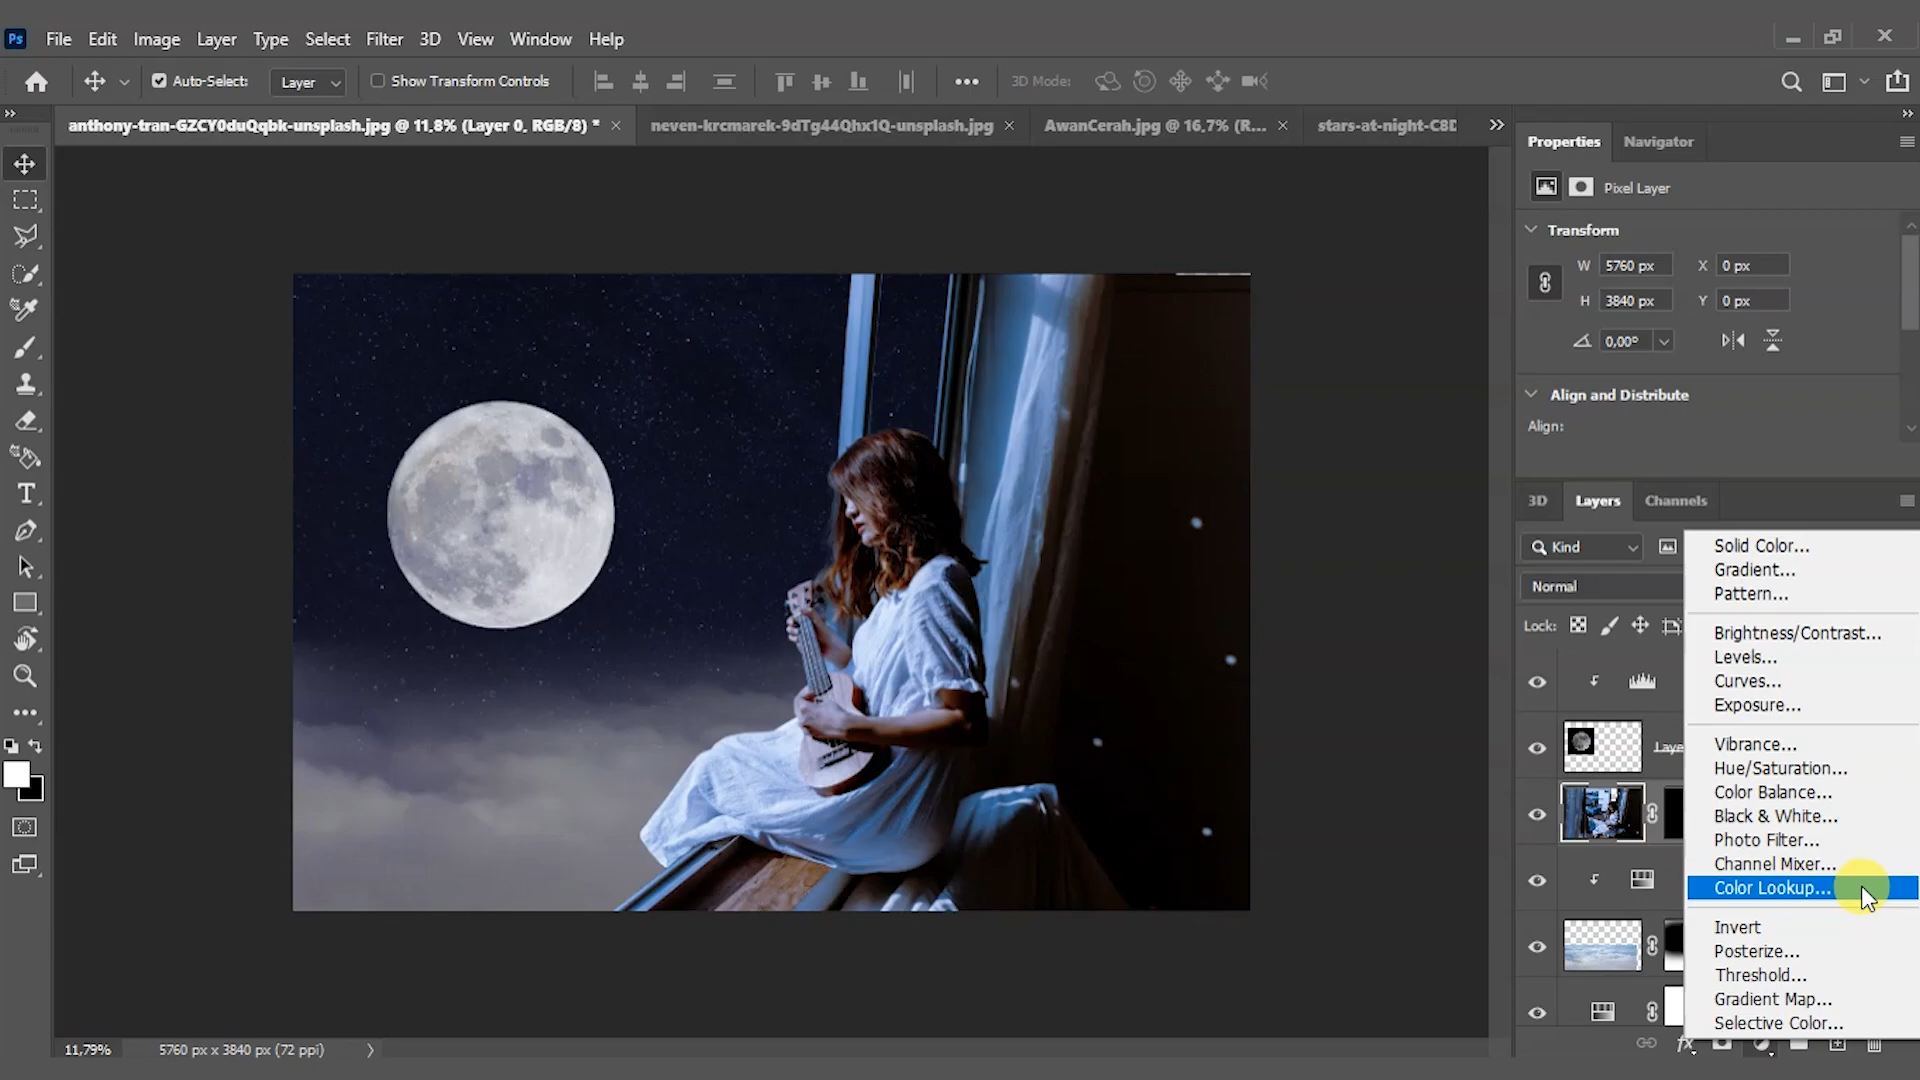 Ps File Edit Image Layer Type Select Filter 3D View Window Help
Auto-Select: Layer Show Transform Controls 3D Mode:
anthony-tran-GZCY0duQqbk-unsplash.jpg @ 11,8% (Layer 0, RGB/8) * neven-krcmarek-9dTg44Qhx1Q-unsplash.jpg AwanCerah.jpg @ 16,7% (R... stars-at-night-C8D
Properties Navigator
Pixel Layer
Transform
W 5760 px X 0 px
H 3840 px Y 0 px
0,00°
Align and Distribute
Align:
3D Layers Channels
Kind
Normal
Lock:
Laye
Solid Color...
Gradient...
Pattern...
Brightness/Contrast...
Levels...
Curves...
Exposure...
Vibrance...
Hue/Saturation...
Color Balance...
Black & White...
Photo Filter...
Channel Mixer...
Color Lookup...
Invert
Posterize...
Threshold...
Gradient Map...
Selective Color...
fx
11,79% 5760 px x 3840 px (72 ppi)